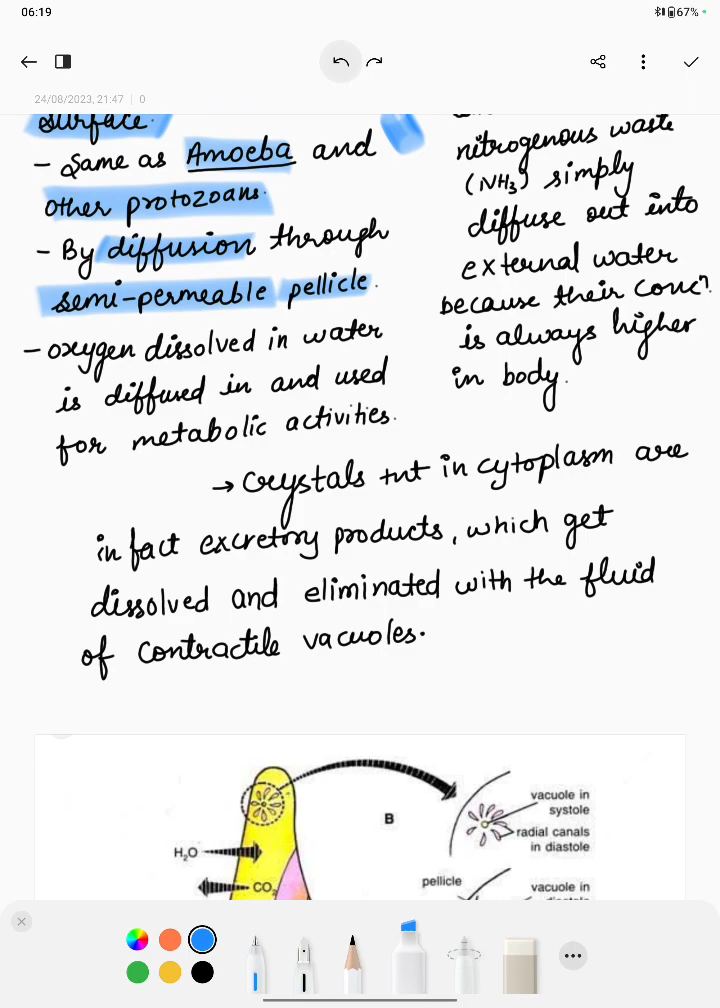 06:19
67%
24/08/2023, 21:47 | 0
surface.
- Same as Amoeba and
other protozoans.
- By diffusion through
semi-permeable pellicle.
- oxygen dissolved in water
is diffused in and used
for metabolic activities.
nitrogenous waste
(NH3) simply
diffuse out into
external water
because their concn.
is always higher
in body.
→ Crystals in cytoplasm are
in fact excretory products, which get
dissolved and eliminated with the fluid
of contractile vacuoles.
B
vacuole in
systole
radial canals
in diastole
H2O
CO2
pellicle
vacuole in